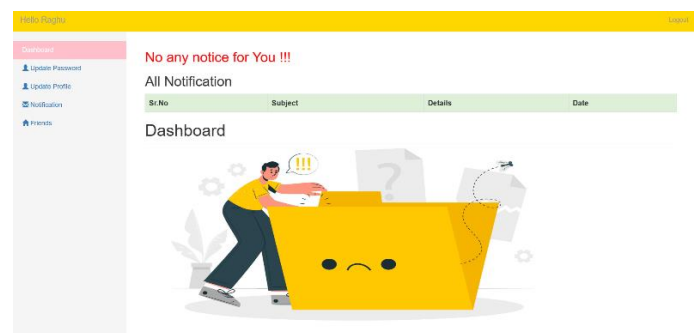 Hello Raghu
Logout
Dashboard
Update Password
Update Profile
Notification
Friends
No any notice for You !!!
All Notification
Sr.No Subject Details Date
Dashboard
!!!
?